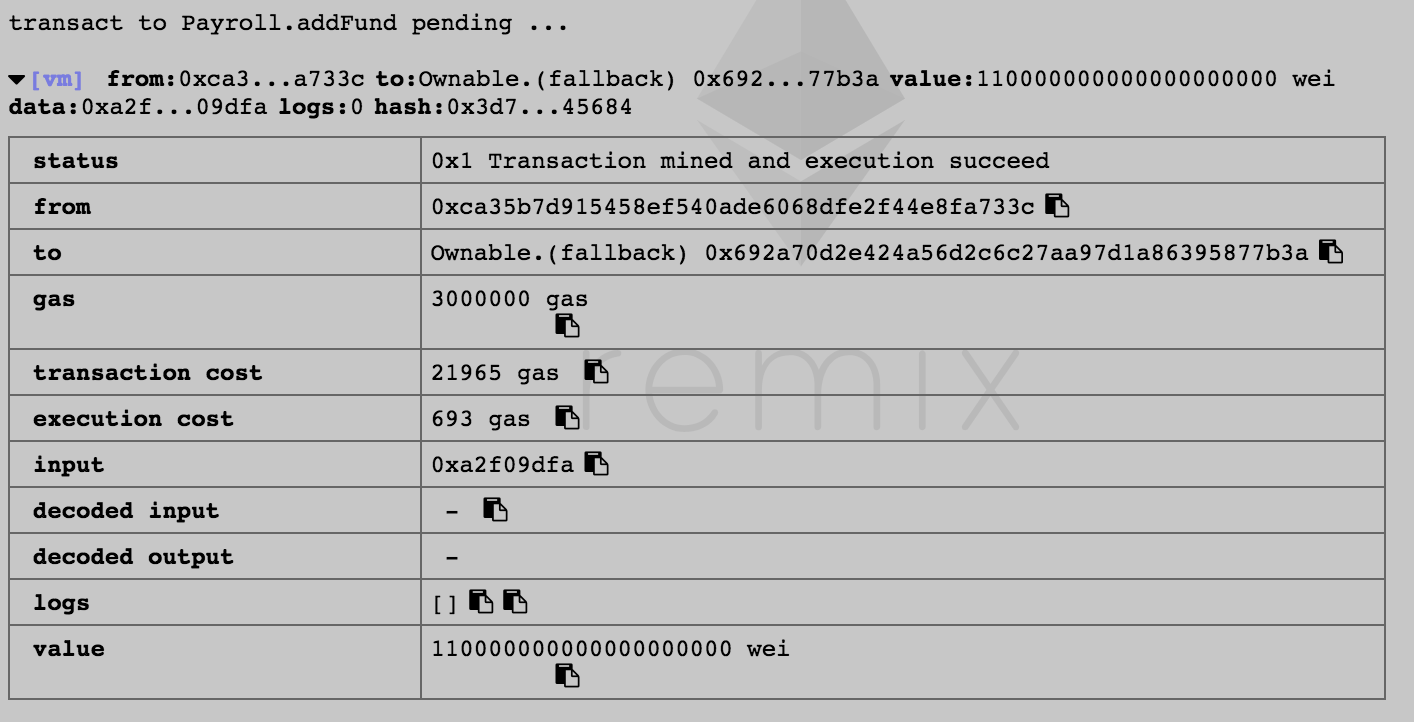 transact to Payroll.addFund pending ...
[vm] from:0xca3...a733c to:Ownable.(fallback) 0x692...77b3a value:110000000000000000000 wei
data:0xa2f...09dfa logs:0 hash:0x3d7...45684
status 0x1 Transaction mined and execution succeed
from 0xca35b7d915458ef540ade6068dfe2f44e8fa733c
to Ownable.(fallback) 0x692a70d2e424a56d2c6c27aa97d1a86395877b3a
gas 3000000 gas
transaction cost 21965 gas
remix
execution cost 693 gas
input 0xa2f09dfa
decoded input -
decoded output -
logs []
value 110000000000000000000 wei